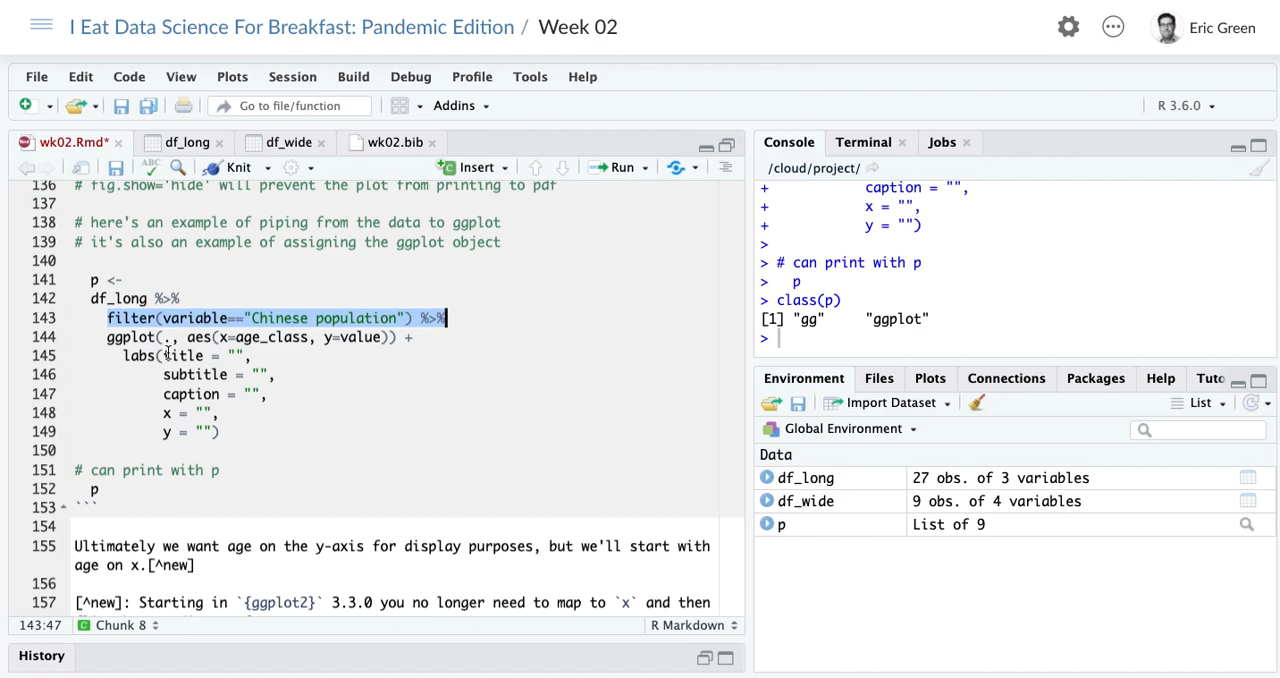 I Eat Data Science For Breakfast: Pandemic Edition / Week 02
Eric Green
File Edit Code View Plots Session Build Debug Profile Tools Help
Go to file/function
Addins
R 3.6.0
wk02.Rmd*
df_long
df_wide
wk02.bib
ABC
Knit
Insert
Run
136 # fig.show='hide' will prevent the plot from printing to pdf
137
138 # here's an example of piping from the data to ggplot
139 # it's also an example of assigning the ggplot object
140
141 p <-
142 df_long %>%
143 filter(variable=="Chinese population") %>%
144 ggplot(., aes(x=age_class, y=value)) +
145 labs(title = "",
146 subtitle = "",
147 caption = "",
148 x = "",
149 y = "")
150
151 # can print with p
152 p
153 ```
154
155 Ultimately we want age on the y-axis for display purposes, but we'll start with
age on x.[^new]
156
157 [^new]: Starting in `{ggplot2}` 3.3.0 you no longer need to map to `x` and then
143:47
Chunk 8
R Markdown
History
Console Terminal Jobs
/cloud/project/
+ caption = "",
+ x = "",
+ y = "")
>
> # can print with p
> p
> class(p)
[1] "gg" "ggplot"
>
Environment Files Plots Connections Packages Help Tuto
Import Dataset
List
Global Environment
Data
df_long 27 obs. of 3 variables
df_wide 9 obs. of 4 variables
p List of 9